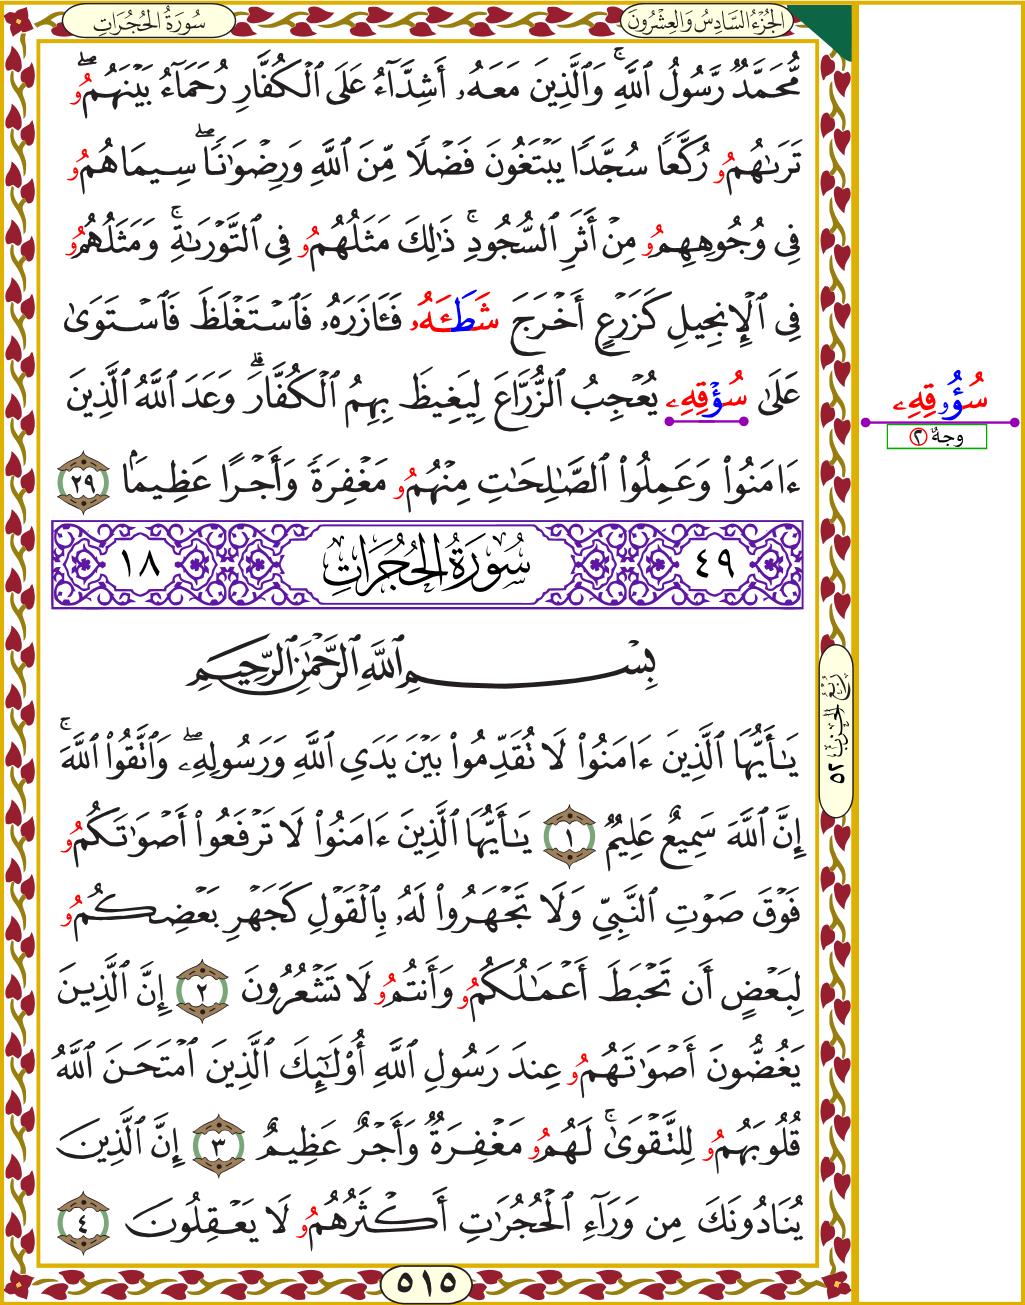 سُورَةُ الحُجُرَاتِ
الجُزْءُ السَّادِسُ وَالعِشْرُونَ
مُّحَمَّدٌ رَّسُولُ ٱللَّهِۚ وَٱلَّذِينَ مَعَهُۥ أَشِدَّآءُ عَلَى ٱلْكُفَّارِ رُحَمَآءُ بَيْنَهُمُۥۖ
تَرَىٰهُمُۥ رُكَّعًا سُجَّدًا يَبْتَغُونَ فَضْلًا مِّنَ ٱللَّهِ وَرِضْوَٰنًاۖ سِيمَاهُمُۥ
فِى وُجُوهِهِمُۥ مِنْ أَثَرِ ٱلسُّجُودِۚ ذَٰلِكَ مَثَلُهُمُۥ فِى ٱلتَّوْرَىٰةِۚ وَمَثَلُهُمُۥ
فِى ٱلْإِنجِيلِ كَزَرْعٍ أَخْرَجَ شَطَـَٔهُۥ فَـَٔازَرَهُۥ فَٱسْتَغْلَظَ فَٱسْتَوَىٰ
عَلَىٰ سُؤْقِهِۦ يُعْجِبُ ٱلزُّرَّاعَ لِيَغِيظَ بِهِمُ ٱلْكُفَّارَۗ وَعَدَ ٱللَّهُ ٱلَّذِينَ
سُؤُوقِهِۦ
وجهٌ ٢
ءَامَنُوا۟ وَعَمِلُوا۟ ٱلصَّٰلِحَٰتِ مِنْهُمُۥ مَغْفِرَةً وَأَجْرًا عَظِيمًۢا ٢٩
٤٩ سُورَةُ الحُجُرَاتِ ١٨
بِسْمِ ٱللَّهِ ٱلرَّحْمَٰنِ ٱلرَّحِيمِ
يَٰٓأَيُّهَا ٱلَّذِينَ ءَامَنُوا۟ لَا تُقَدِّمُوا۟ بَيْنَ يَدَىِ ٱللَّهِ وَرَسُولِهِۦۖ وَٱتَّقُوا۟ ٱللَّهَۚ
رُبْعُ الحِزْبِ ٥٢
إِنَّ ٱللَّهَ سَمِيعٌ عَلِيمٌ ١ يَٰٓأَيُّهَا ٱلَّذِينَ ءَامَنُوا۟ لَا تَرْفَعُوا۟ أَصْوَٰتَكُمُۥ
فَوْقَ صَوْتِ ٱلنَّبِىِّ وَلَا تَجْهَرُوا۟ لَهُۥ بِٱلْقَوْلِ كَجَهْرِ بَعْضِكُمُۥ
لِبَعْضٍ أَن تَحْبَطَ أَعْمَٰلُكُمُۥ وَأَنتُمُۥ لَا تَشْعُرُونَ ٢ إِنَّ ٱلَّذِينَ
يَغُضُّونَ أَصْوَٰتَهُمُۥ عِندَ رَسُولِ ٱللَّهِ أُو۟لَٰٓئِكَ ٱلَّذِينَ ٱمْتَحَنَ ٱللَّهُ
قُلُوبَهُمُۥ لِلتَّقْوَىٰۚ لَهُمُۥ مَغْفِرَةٌ وَأَجْرٌ عَظِيمٌ ٣ إِنَّ ٱلَّذِينَ
يُنَادُونَكَ مِن وَرَآءِ ٱلْحُجُرَٰتِ أَكْثَرُهُمُۥ لَا يَعْقِلُونَ ٤
٥١٥